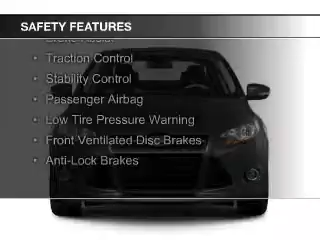 SAFETY FEATURES
• Traction Control
• Stability Control
• Passenger Airbag
• Low Tire Pressure Warning
• Front Ventilated Disc Brakes
• Anti-Lock Brakes